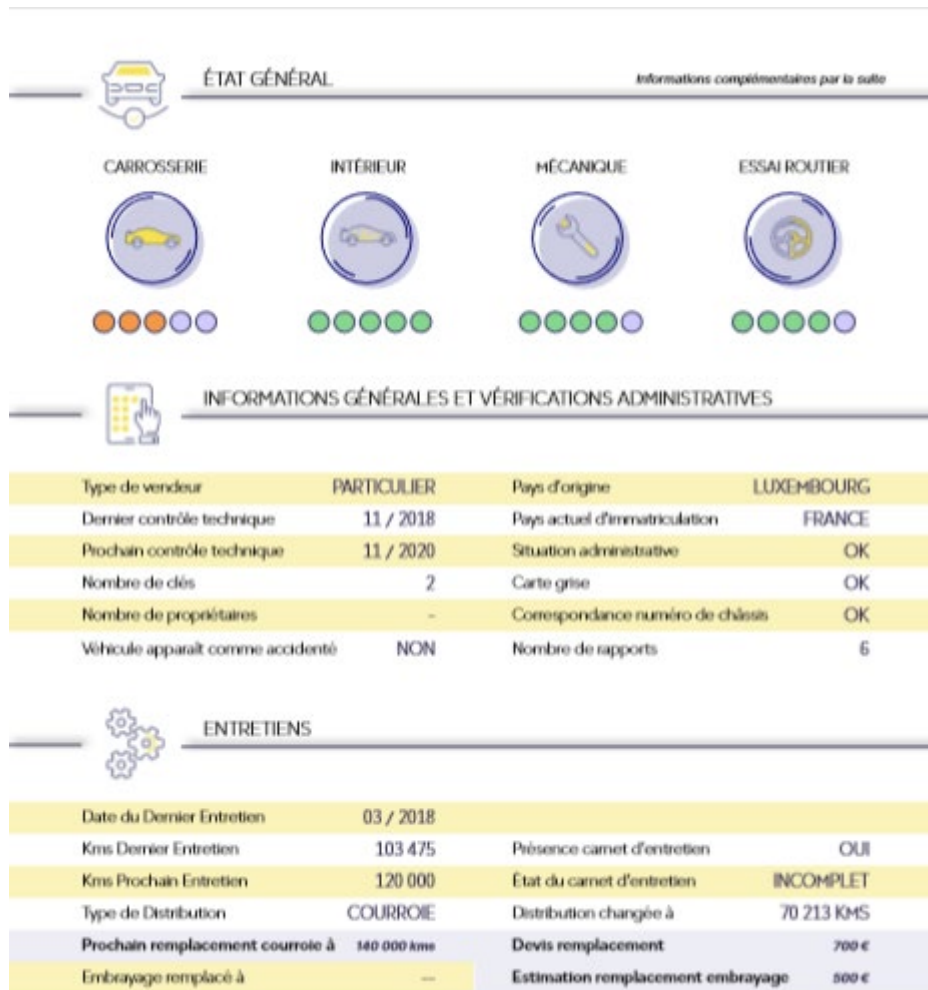 ÉTAT GÉNÉRAL Informations complémentaires par la suite
CARROSSERIE INTÉRIEUR MÉCANIQUE ESSAI ROUTIER
INFORMATIONS GÉNÉRALES ET VÉRIFICATIONS ADMINISTRATIVES
Type de vendeur PARTICULIER Pays d'origine LUXEMBOURG
Dernier contrôle technique 11 / 2018 Pays actuel d'immatriculation FRANCE
Prochain contrôle technique 11 / 2020 Situation administrative OK
Nombre de clés 2 Carte grise OK
Nombre de propriétaires - Correspondance numéro de châssis OK
Véhicule apparaît comme accidenté NON Nombre de rapports 6
ENTRETIENS
Date du Dernier Entretien 03 / 2018
Kms Dernier Entretien 103 475 Présence carnet d'entretien OUI
Kms Prochain Entretien 120 000 État du carnet d'entretien INCOMPLET
Type de Distribution COURROIE Distribution changée à 70 213 KMS
Prochain remplacement courroie à 140 000 kms Devis remplacement 700 €
Embrayage remplacé à -- Estimation remplacement embrayage 500 €